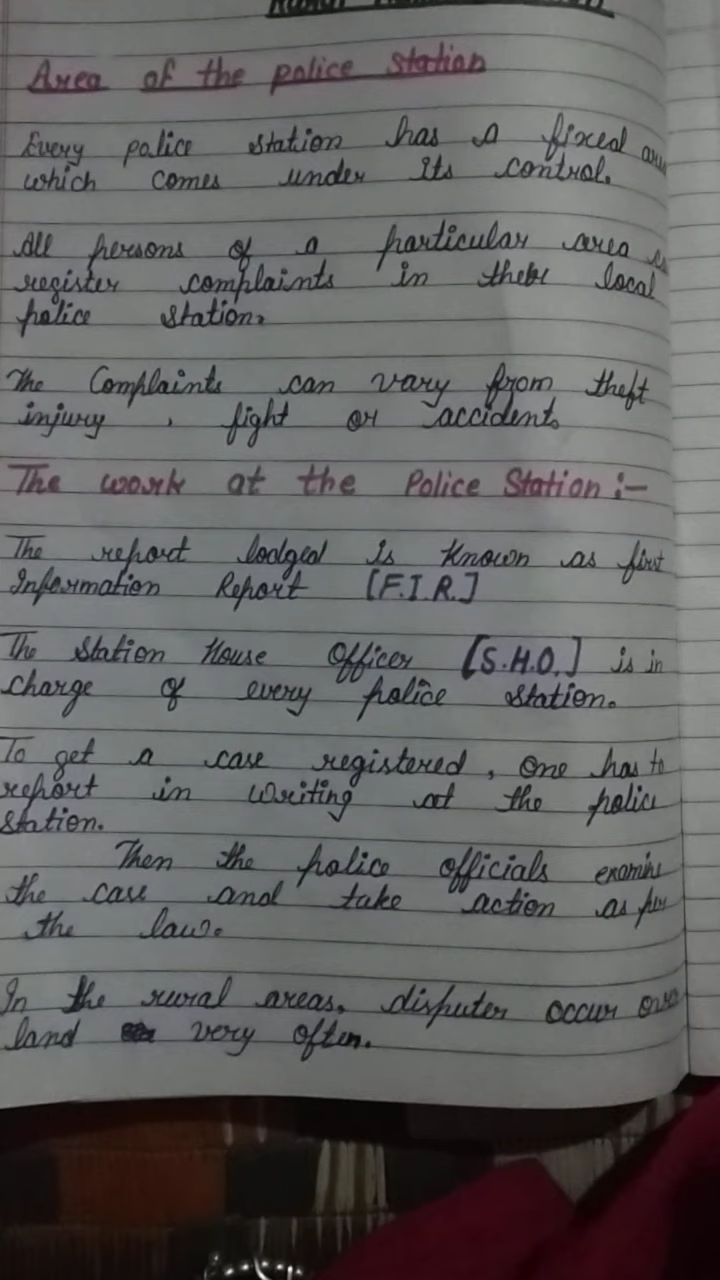 Area of the police station
Every police station has a fixed
which comes under its control.
All persons of a particular area
register complaints in their local
police station.
The Complaints can vary from theft
injury , fight or accident.
The work at the Police Station :-
The report lodged is known as first
Information Report [F.I.R.]
The Station House Officer [S.H.O.] is in
charge of every police station.
To get a case registered, one has to
report in writing at the police
station.
Then the police officials examine
the case and take action as per
the law.
In the rural areas, disputes occur over
land very often.